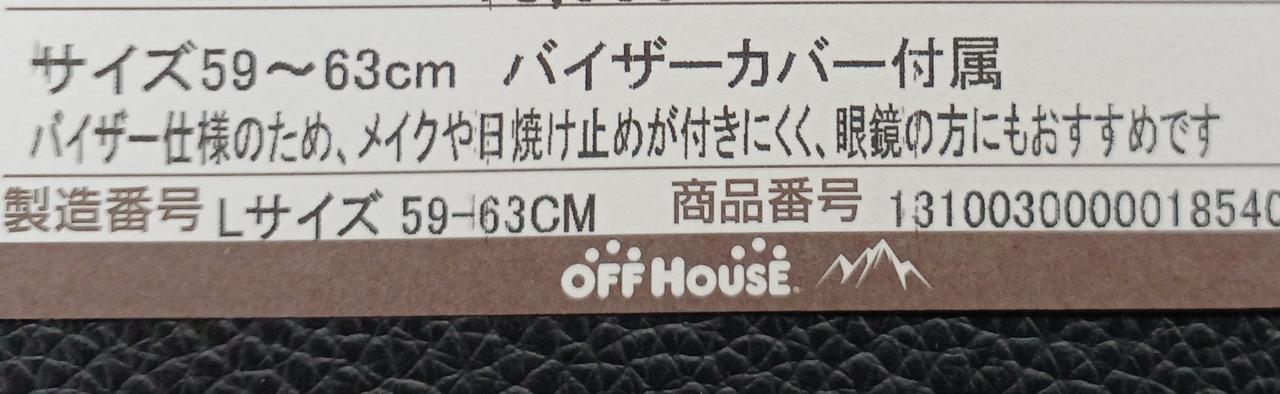 サイズ59～63cm バイザーカバー付属
バイザー仕様のため、メイクや日焼け止めが付きにくく、眼鏡の方にもおすすめです
製造番号 Lサイズ 59-63CM 商品番号 1310030000018540
OFF HOUSE